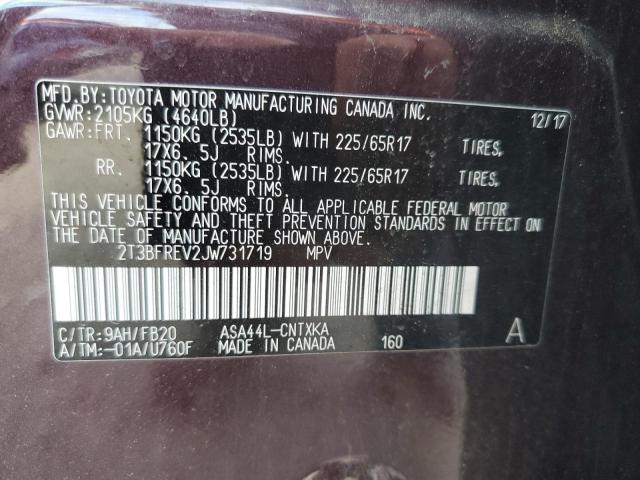 MFD. BY: TOYOTA MOTOR MANUFACTURING CANADA INC.
GVWR: 2105KG (4640LB) 12/17
GAWR: FRT. 1150KG (2535LB) WITH 225/65R17 TIRES,
17X6. 5J RIMS.
RR. 1150KG (2535LB) WITH 225/65R17 TIRES,
17X6. 5J RIMS.
THIS VEHICLE CONFORMS TO ALL APPLICABLE FEDERAL MOTOR
VEHICLE SAFETY AND THEFT PREVENTION STANDARDS IN EFFECT ON
THE DATE OF MANUFACTURE SHOWN ABOVE.
2T3BFREV2JW731719 MPV
C/TR: 9AH/FB20 ASA44L-CNTXKA A
A/TM: -01A/U760F MADE IN CANADA 160